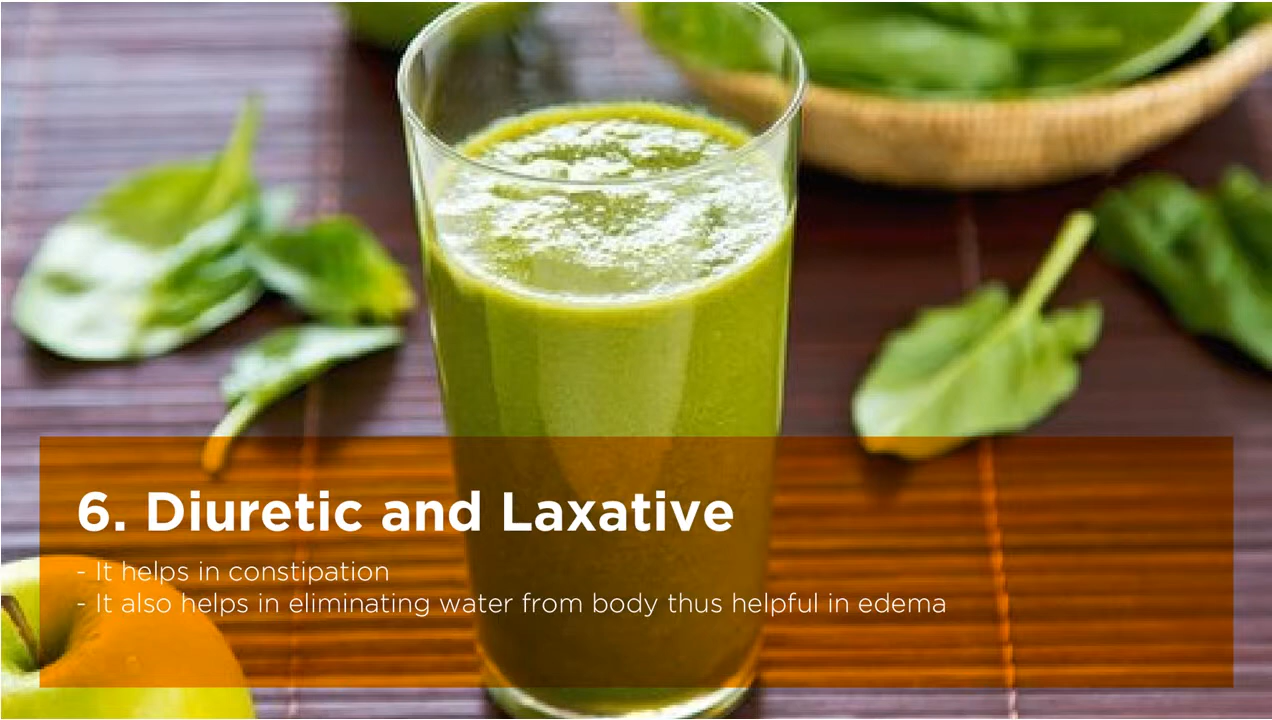 6. Diuretic and Laxative
- It helps in constipation
- It also helps in eliminating water from body thus helpful in edema